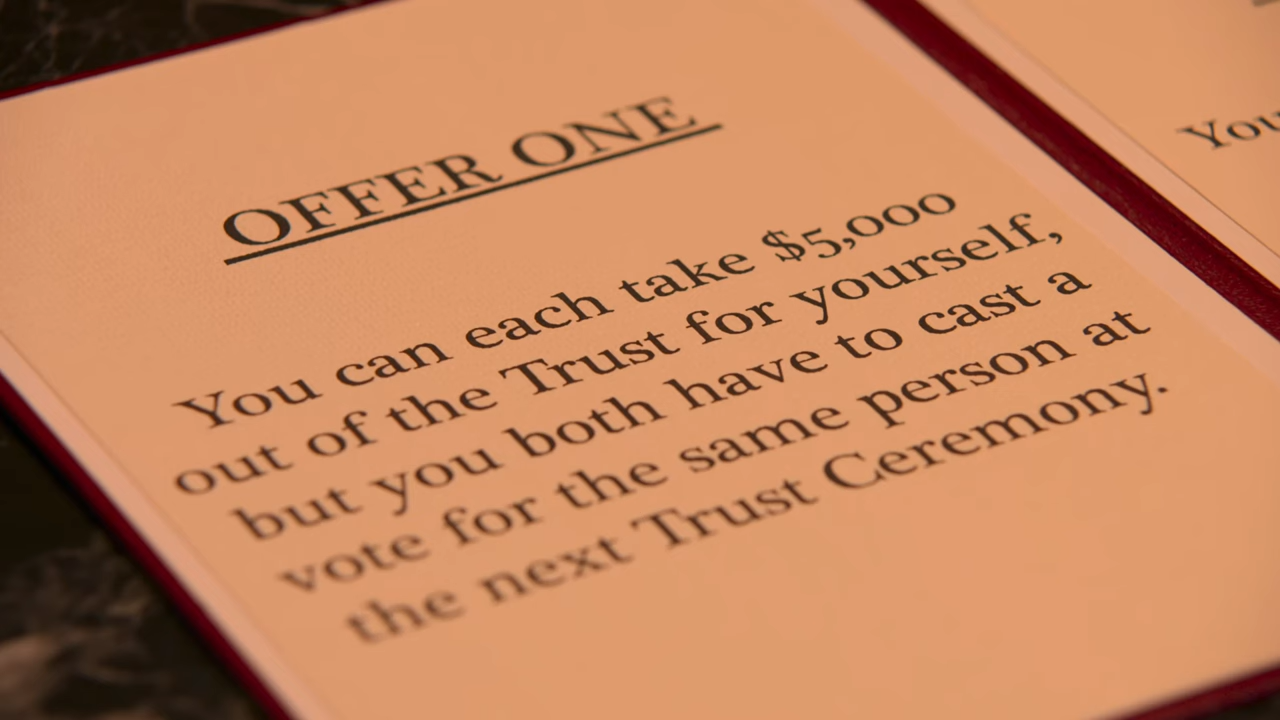 OFFER ONE
You can each take $5,000
out of the Trust for yourself,
but you both have to cast a
vote for the same person at
the next Trust Ceremony.
You